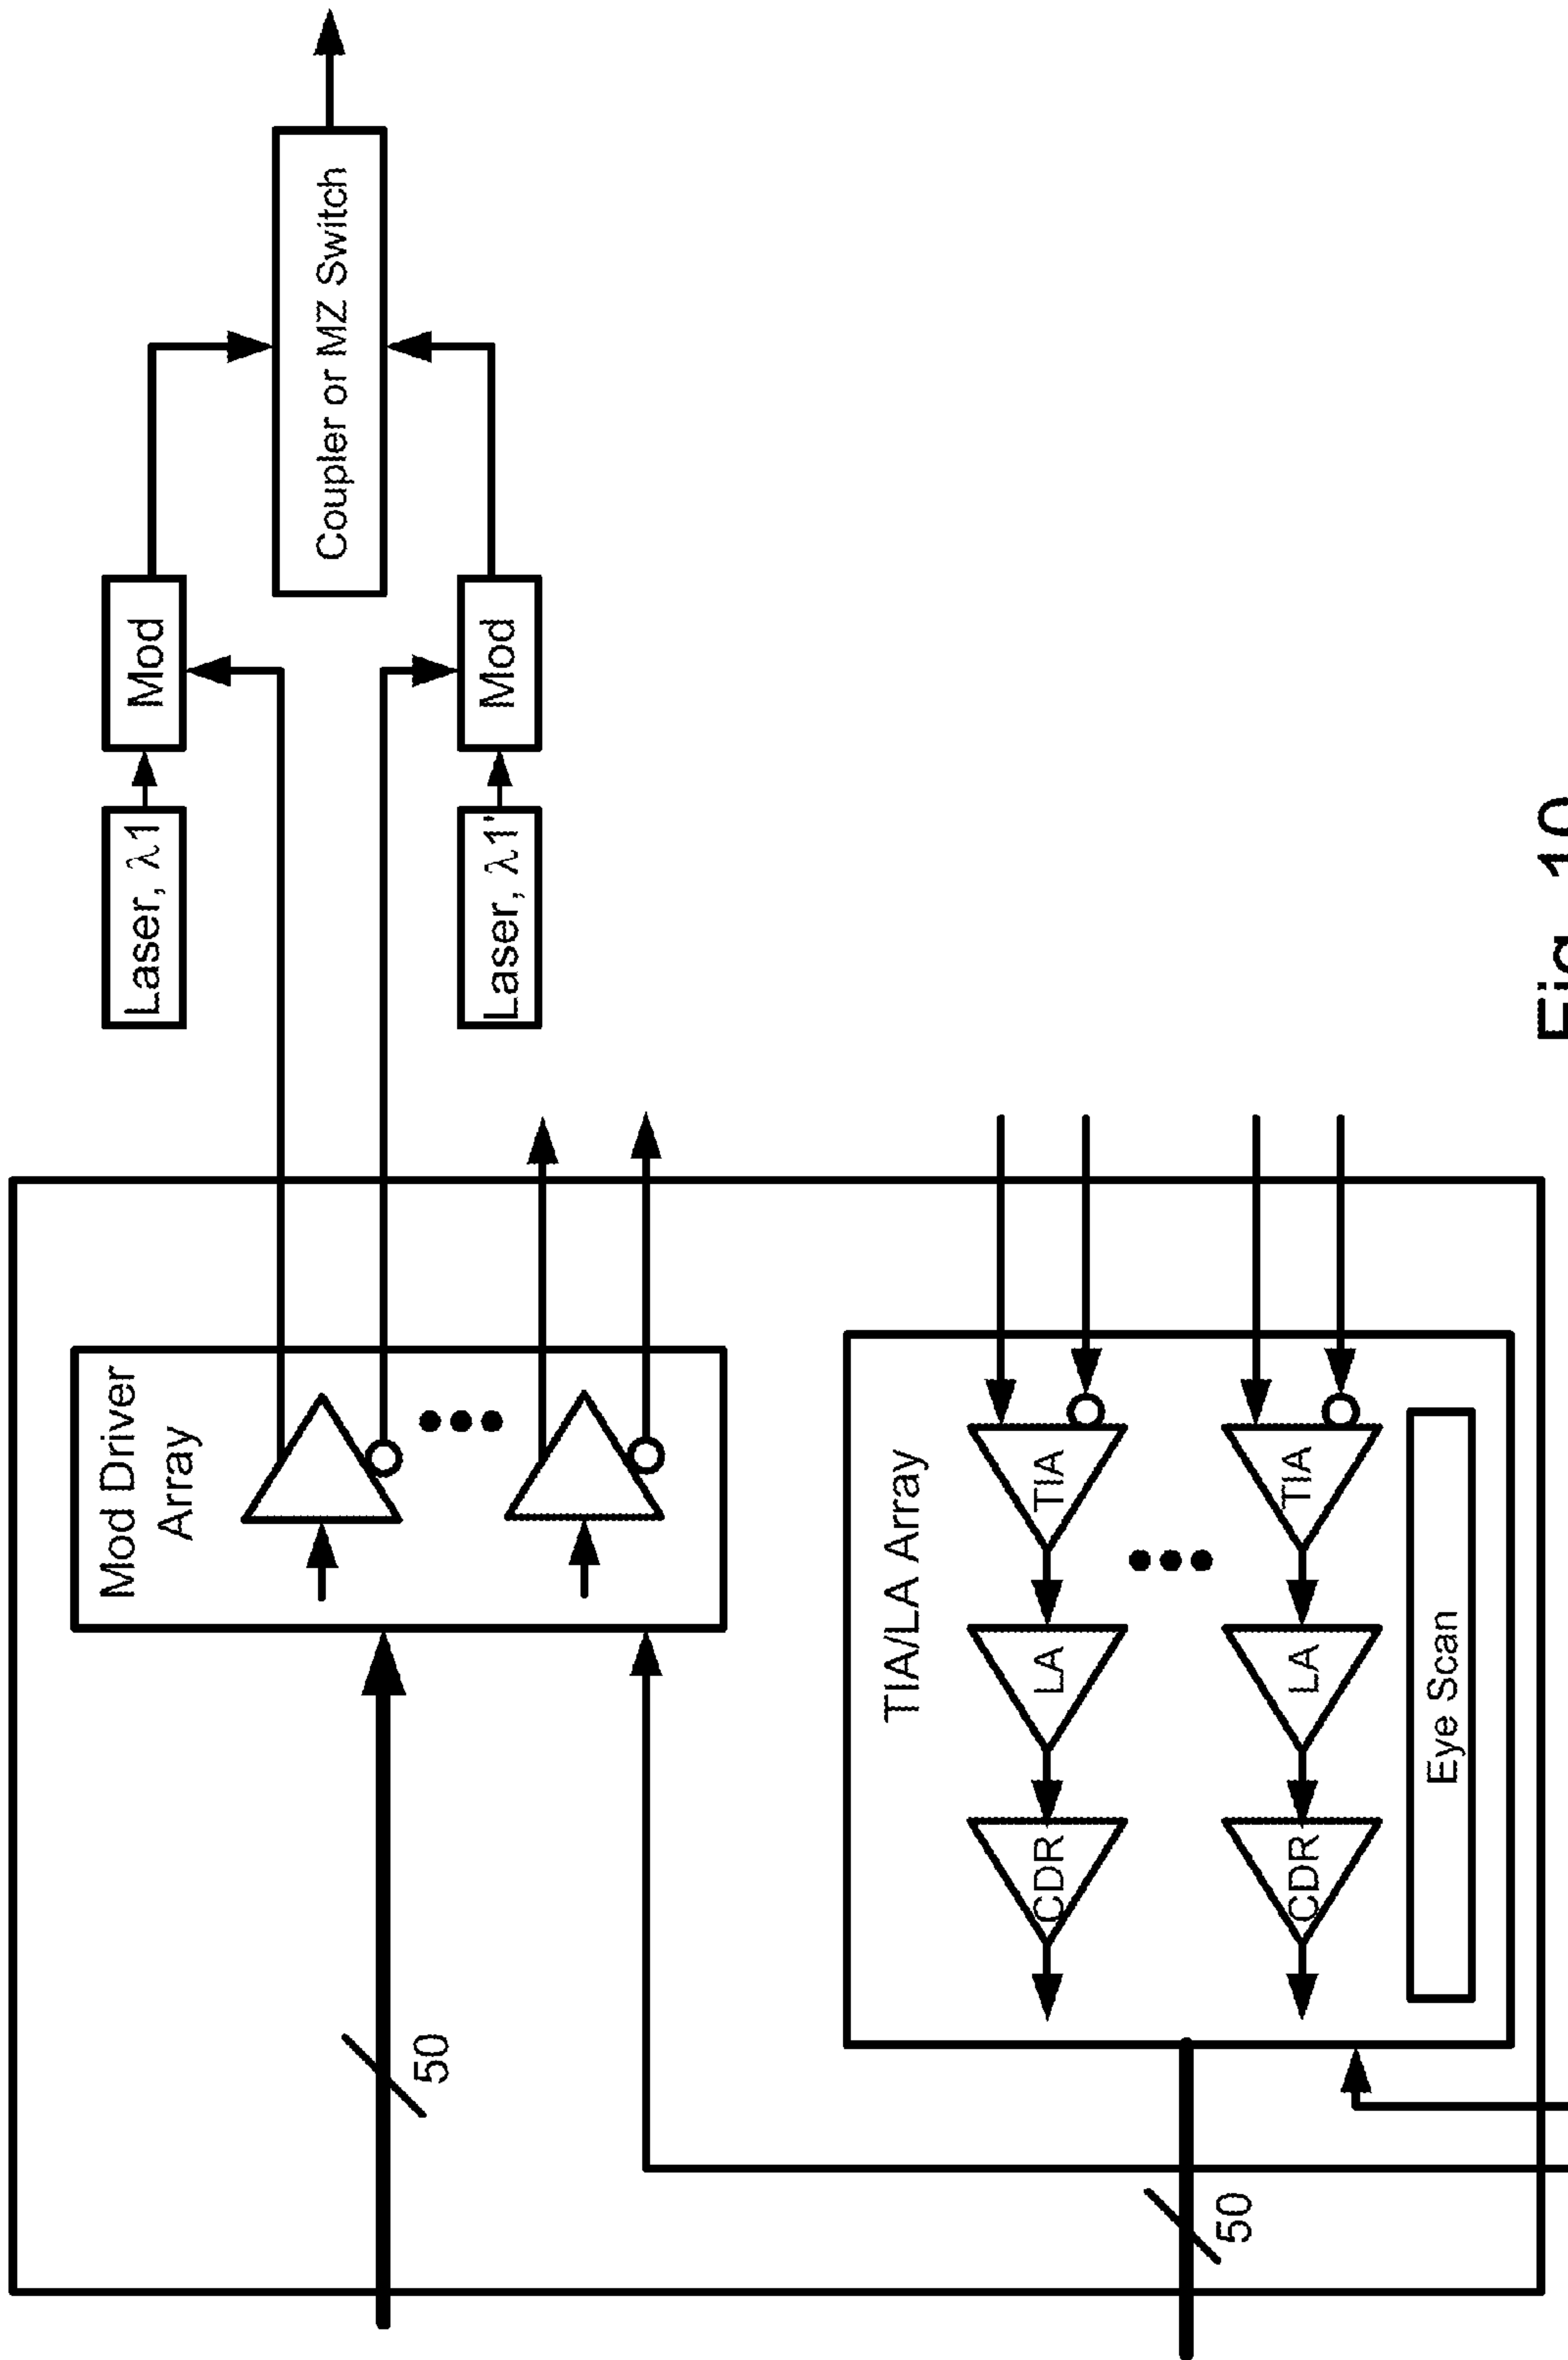 Mod Driver
Array
50
Laser, λ1
Mod
Coupler or MZ Switch
Laser, λ1'
Mod
TIA/LA Array
CDR
LA
TIA
CDR
LA
TIA
Eye Scan
50
Fig. 10